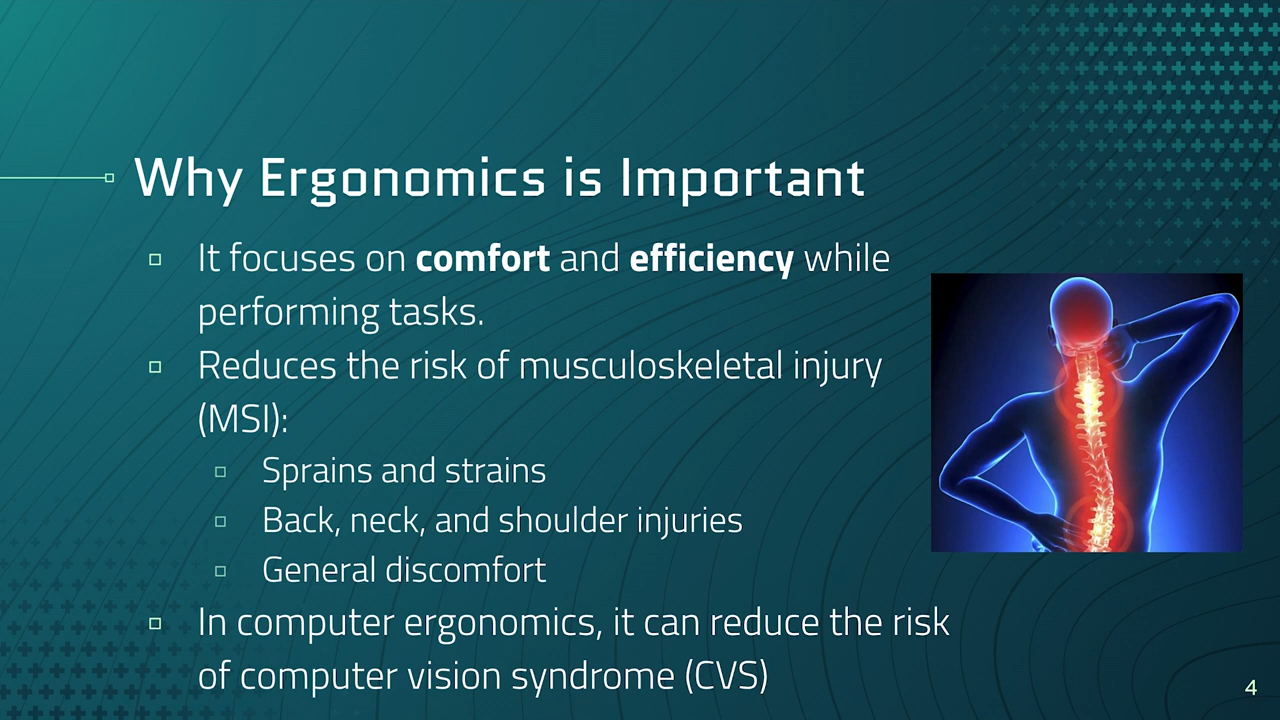 Why Ergonomics is Important
It focuses on comfort and efficiency while
performing tasks.
Reduces the risk of musculoskeletal injury
(MSI):
Sprains and strains
Back, neck, and shoulder injuries
General discomfort
In computer ergonomics, it can reduce the risk
of computer vision syndrome (CVS)
4